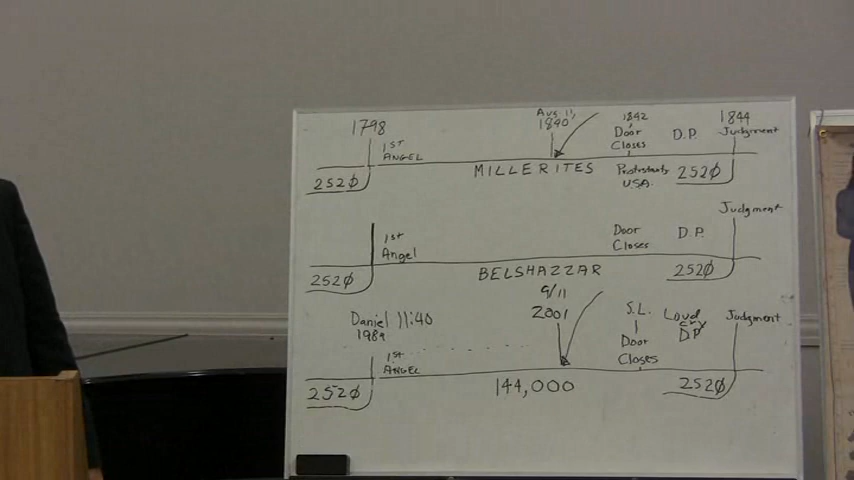 1798 Aug. 11, 1840 1842 1844
1ST ANGEL Door Closes D.P. Judgment
2520 MILLERITES Protestants U.S.A. 2520
Judgment
1st Angel Door Closes D.P.
2520 BELSHAZZAR 2520
9/11
Daniel 11:40 2001 S.L. Loud Cry Judgment
1989 DP
1st ANGEL Door Closes
2520 144,000 2520